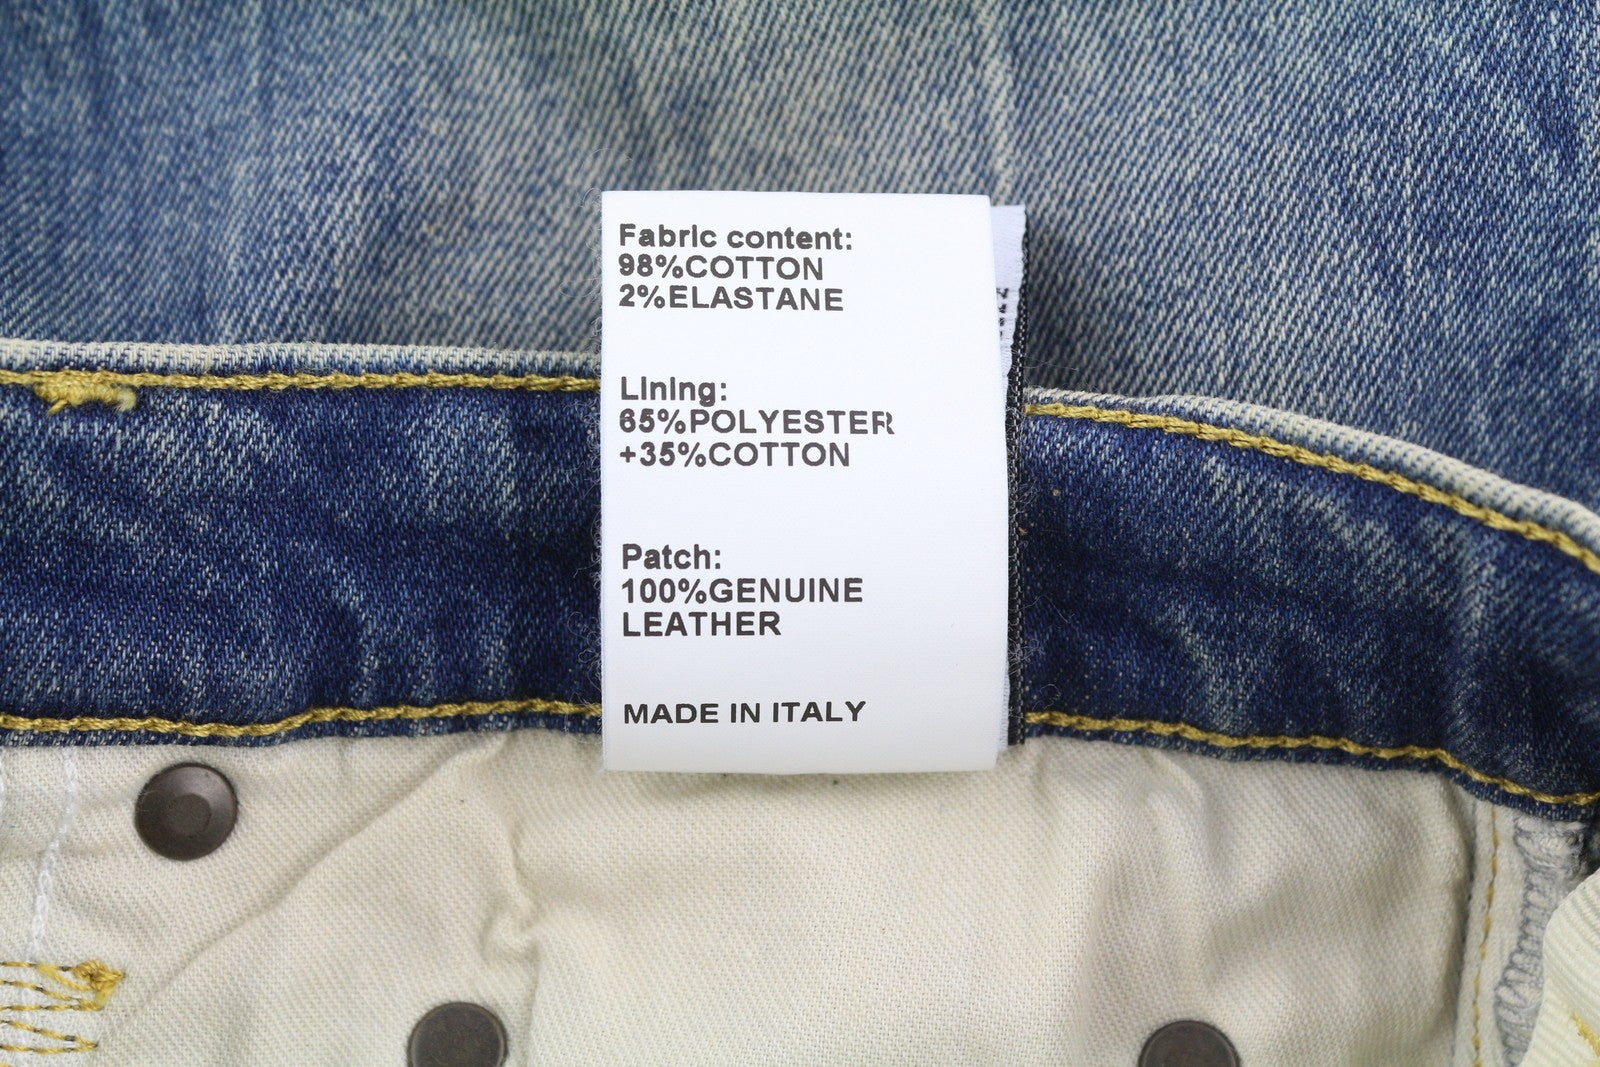 Fabric content:
98%COTTON
2%ELASTANE
Lining:
65%POLYESTER
+35%COTTON
Patch:
100%GENUINE
LEATHER
MADE IN ITALY